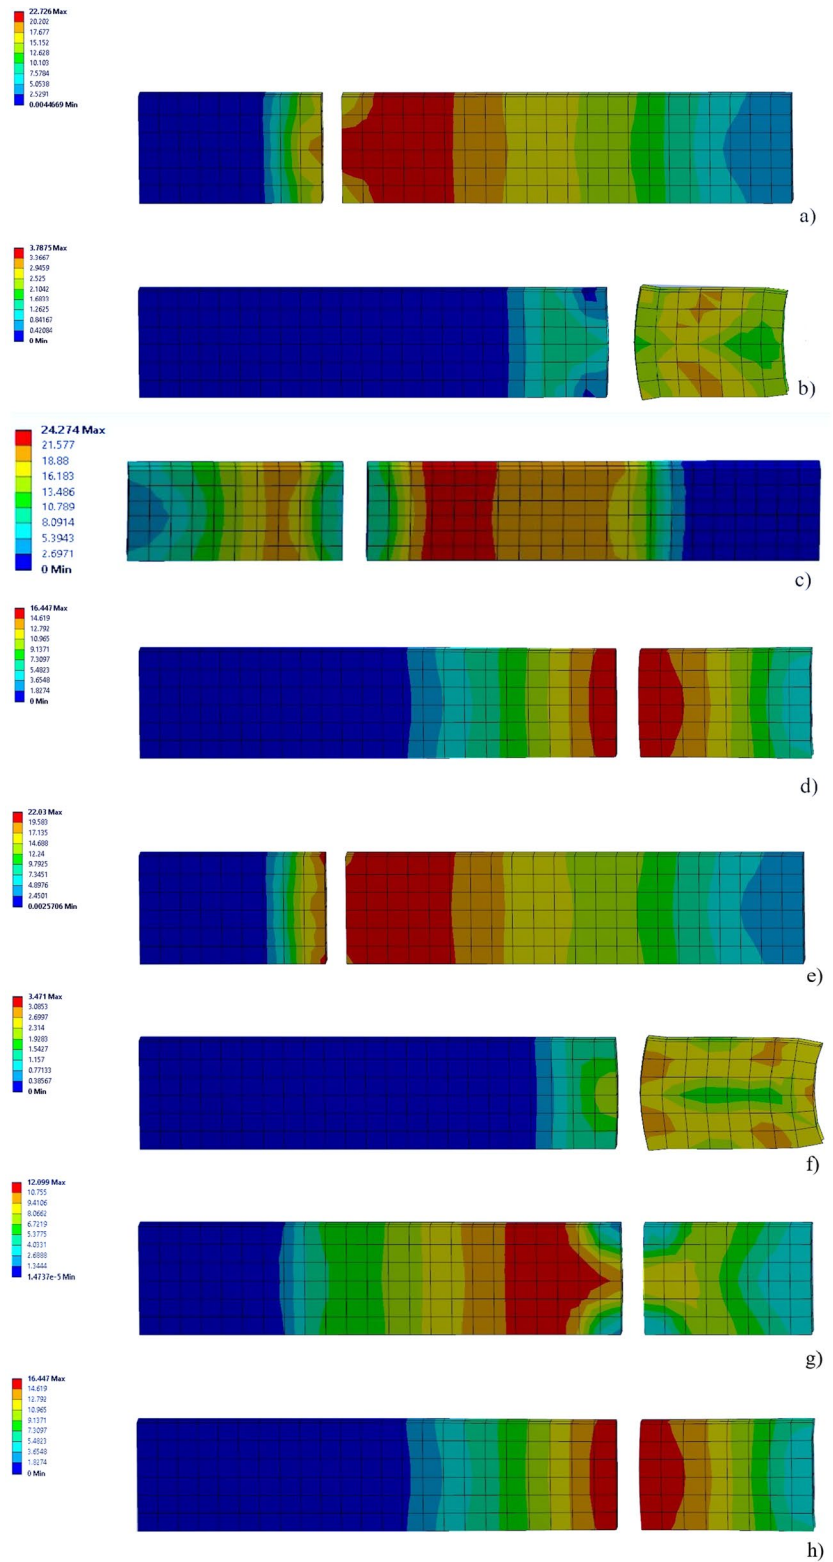 22.726 Max
20.202
17.677
15.152
12.628
10.103
7.5784
5.0538
2.5291
0.0044669 Min
a)
3.7875 Max
3.3667
2.9459
2.525
2.1042
1.6833
1.2625
0.84167
0.42084
0 Min
b)
24.274 Max
21.577
18.88
16.183
13.486
10.789
8.0914
5.3943
2.6971
0 Min
c)
16.447 Max
14.619
12.792
10.965
9.1371
7.3097
5.4823
3.6548
1.8274
0 Min
d)
22.03 Max
19.583
17.135
14.688
12.24
9.7925
7.3451
4.8976
2.4501
0.0025706 Min
e)
3.471 Max
3.0853
2.6997
2.314
1.9283
1.5427
1.157
0.77133
0.38567
0 Min
f)
12.099 Max
10.755
9.4106
8.0662
6.7219
5.3775
4.0331
2.6888
1.3444
1.4737e-5 Min
g)
16.447 Max
14.619
12.792
10.965
9.1371
7.3097
5.4823
3.6548
1.8274
0 Min
h)